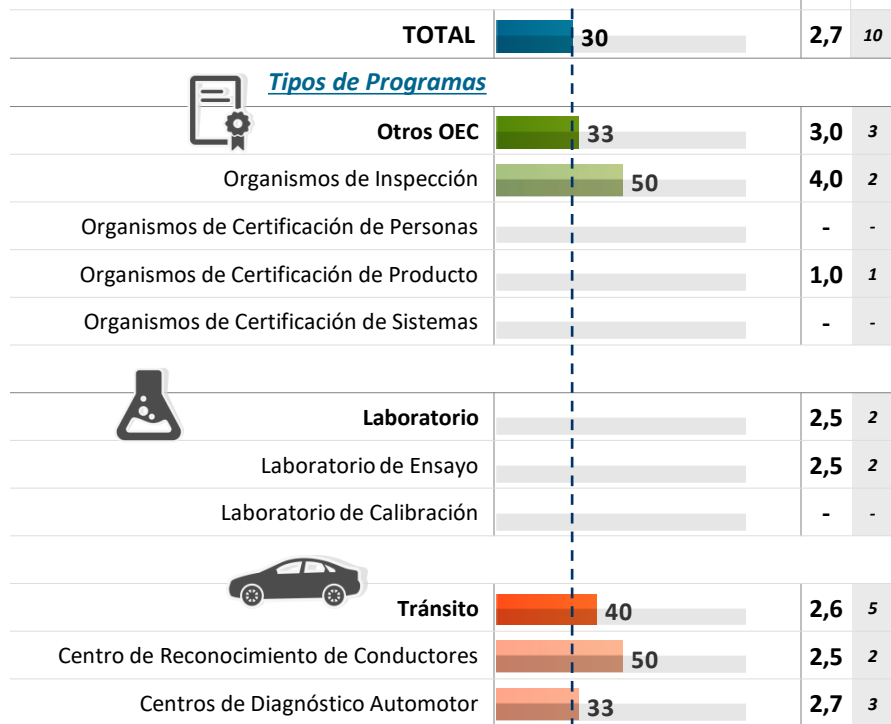 TOTAL 30 2,7 10
Tipos de Programas
Otros OEC 33 3,0 3
Organismos de Inspección 50 4,0 2
Organismos de Certificación de Personas - -
Organismos de Certificación de Producto 1,0 1
Organismos de Certificación de Sistemas - -
Laboratorio 2,5 2
Laboratorio de Ensayo 2,5 2
Laboratorio de Calibración - -
Tránsito 40 2,6 5
Centro de Reconocimiento de Conductores 50 2,5 2
Centros de Diagnóstico Automotor 33 2,7 3